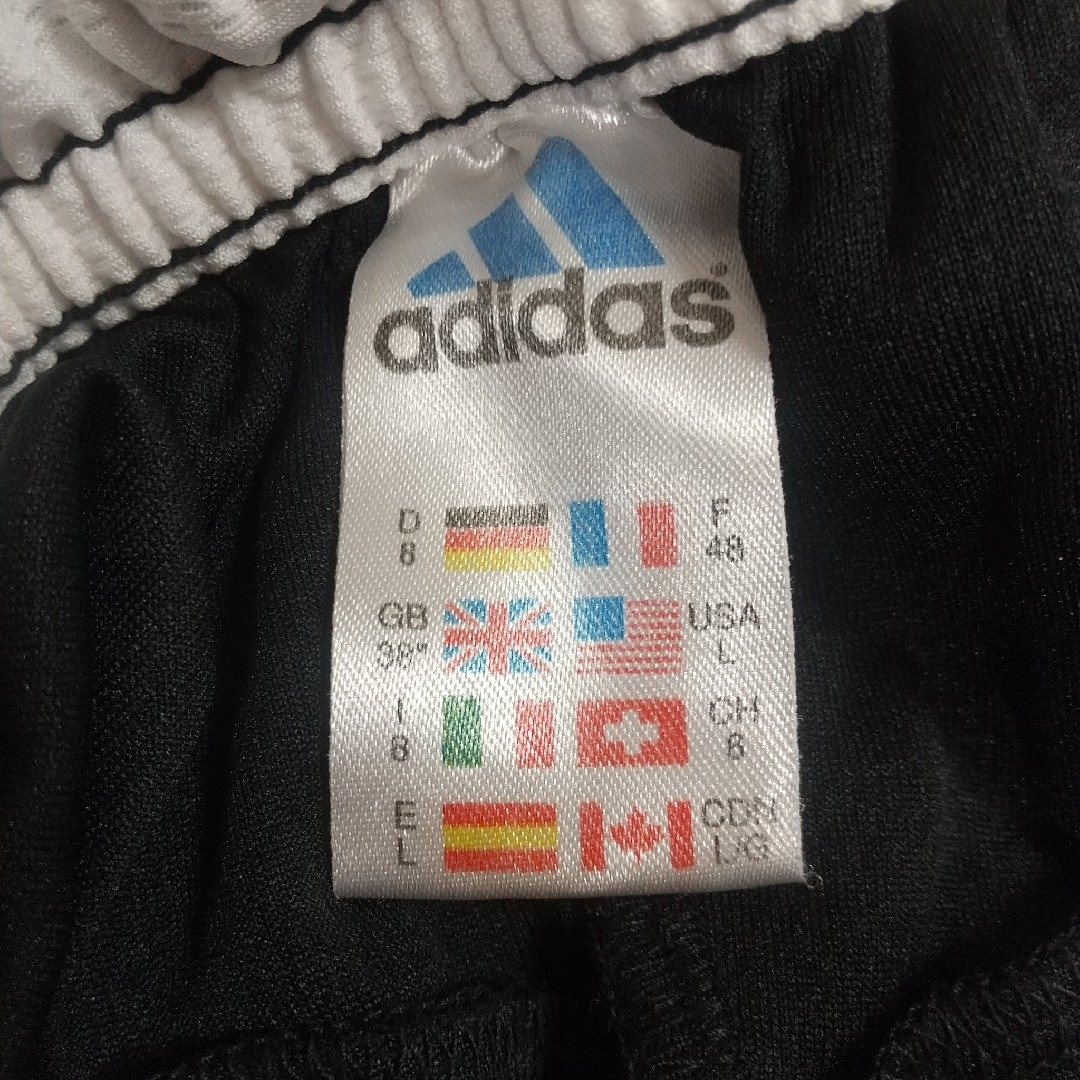 adidas®
D F
8 48
GB USA
38" L
I CH
8 8
E CDN
L L/G